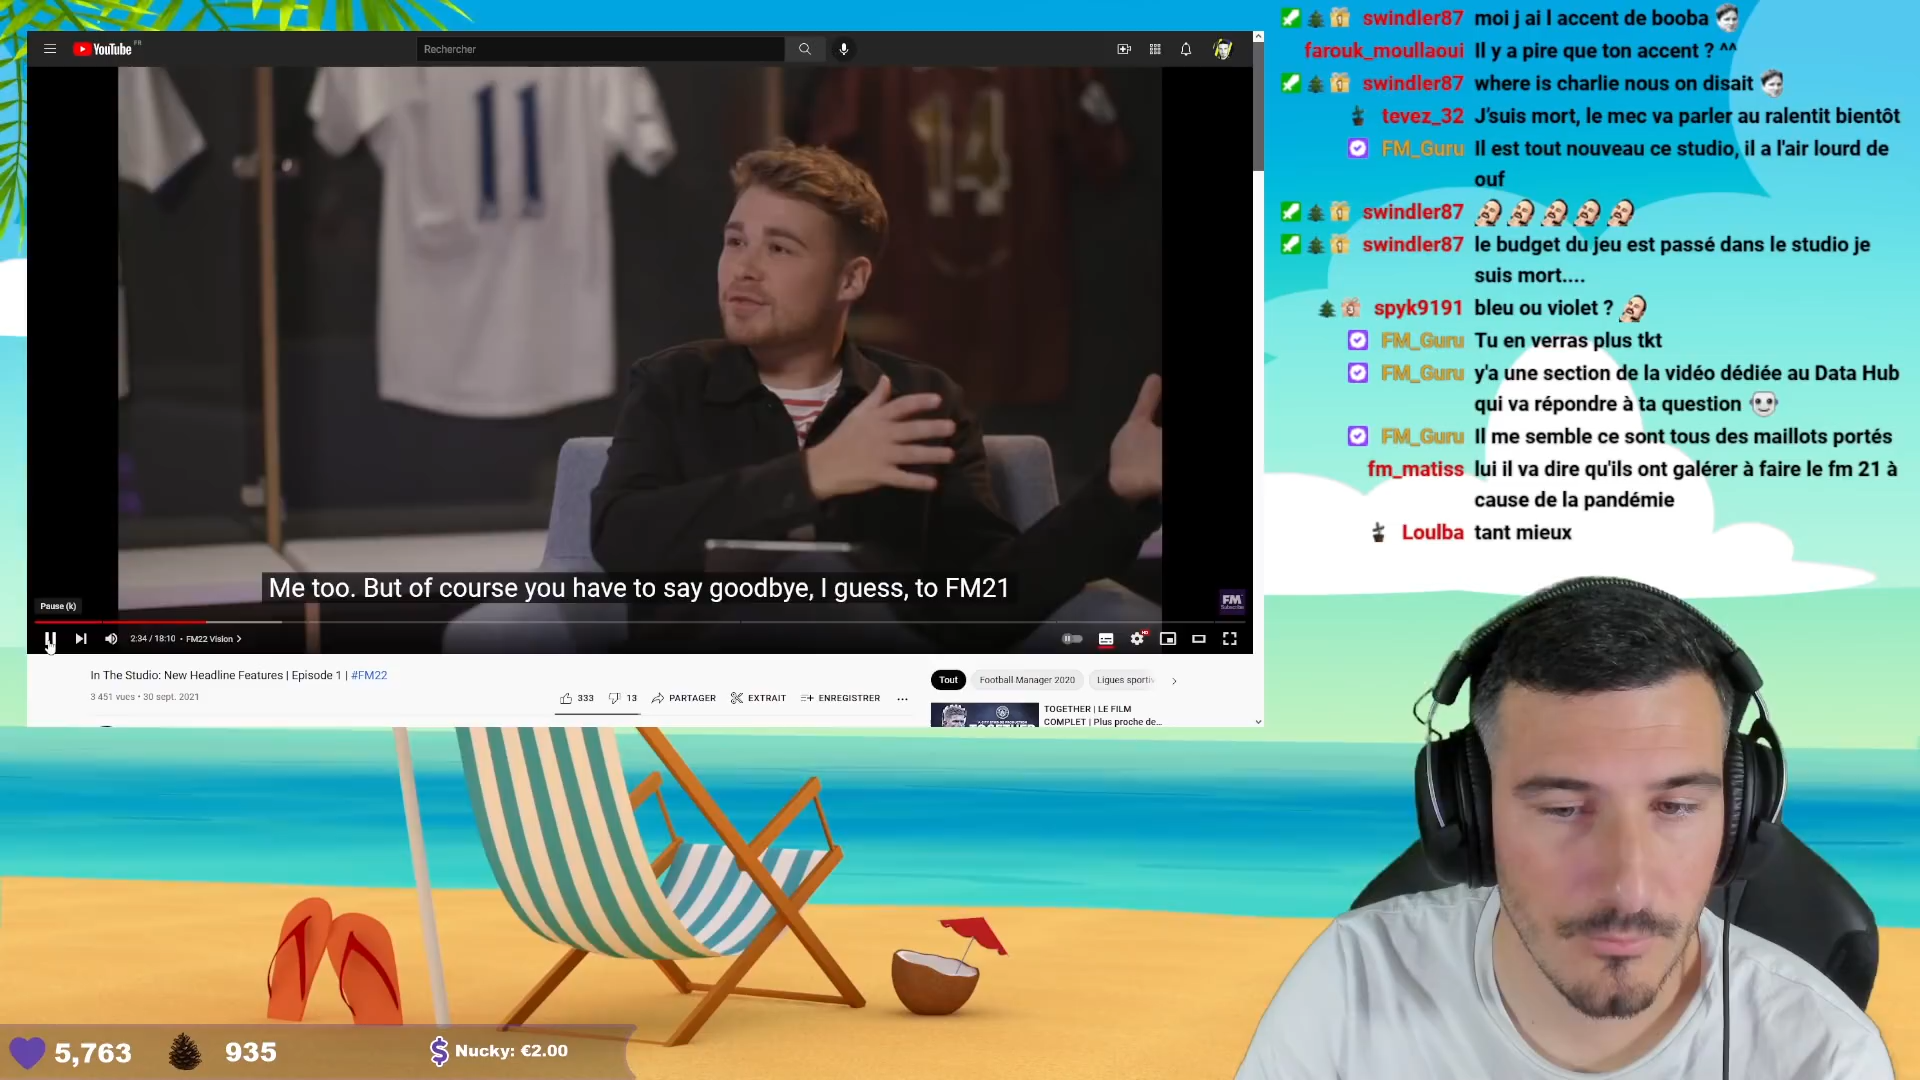 YouTube FR
Rechercher
11
14
Me too. But of course you have to say goodbye, I guess, to FM21
FM
Subscribe
Pause (k)
2:34 / 18:10 • FM22 Vision
HD
In The Studio: New Headline Features | Episode 1 | #FM22
3 451 vues • 30 sept. 2021
333
13
PARTAGER
EXTRAIT
ENREGISTRER
Tout
Football Manager 2020
Ligues sportiv
TOGETHER | LE FILM
COMPLET | Plus proche de...
swindler87 moi j ai l accent de booba
farouk_moullaoui Il y a pire que ton accent ? ^^
swindler87 where is charlie nous on disait
tevez_32 J'suis mort, le mec va parler au ralentit bientôt
FM_Guru Il est tout nouveau ce studio, il a l'air lourd de
ouf
swindler87
swindler87 le budget du jeu est passé dans le studio je
suis mort....
spyk9191 bleu ou violet ?
FM_Guru Tu en verras plus tkt
FM_Guru y'a une section de la vidéo dédiée au Data Hub
qui va répondre à ta question
FM_Guru Il me semble ce sont tous des maillots portés
fm_matiss lui il va dire qu'ils ont galérer à faire le fm 21 à
cause de la pandémie
Loulba tant mieux
5,763
935
Nucky: €2.00